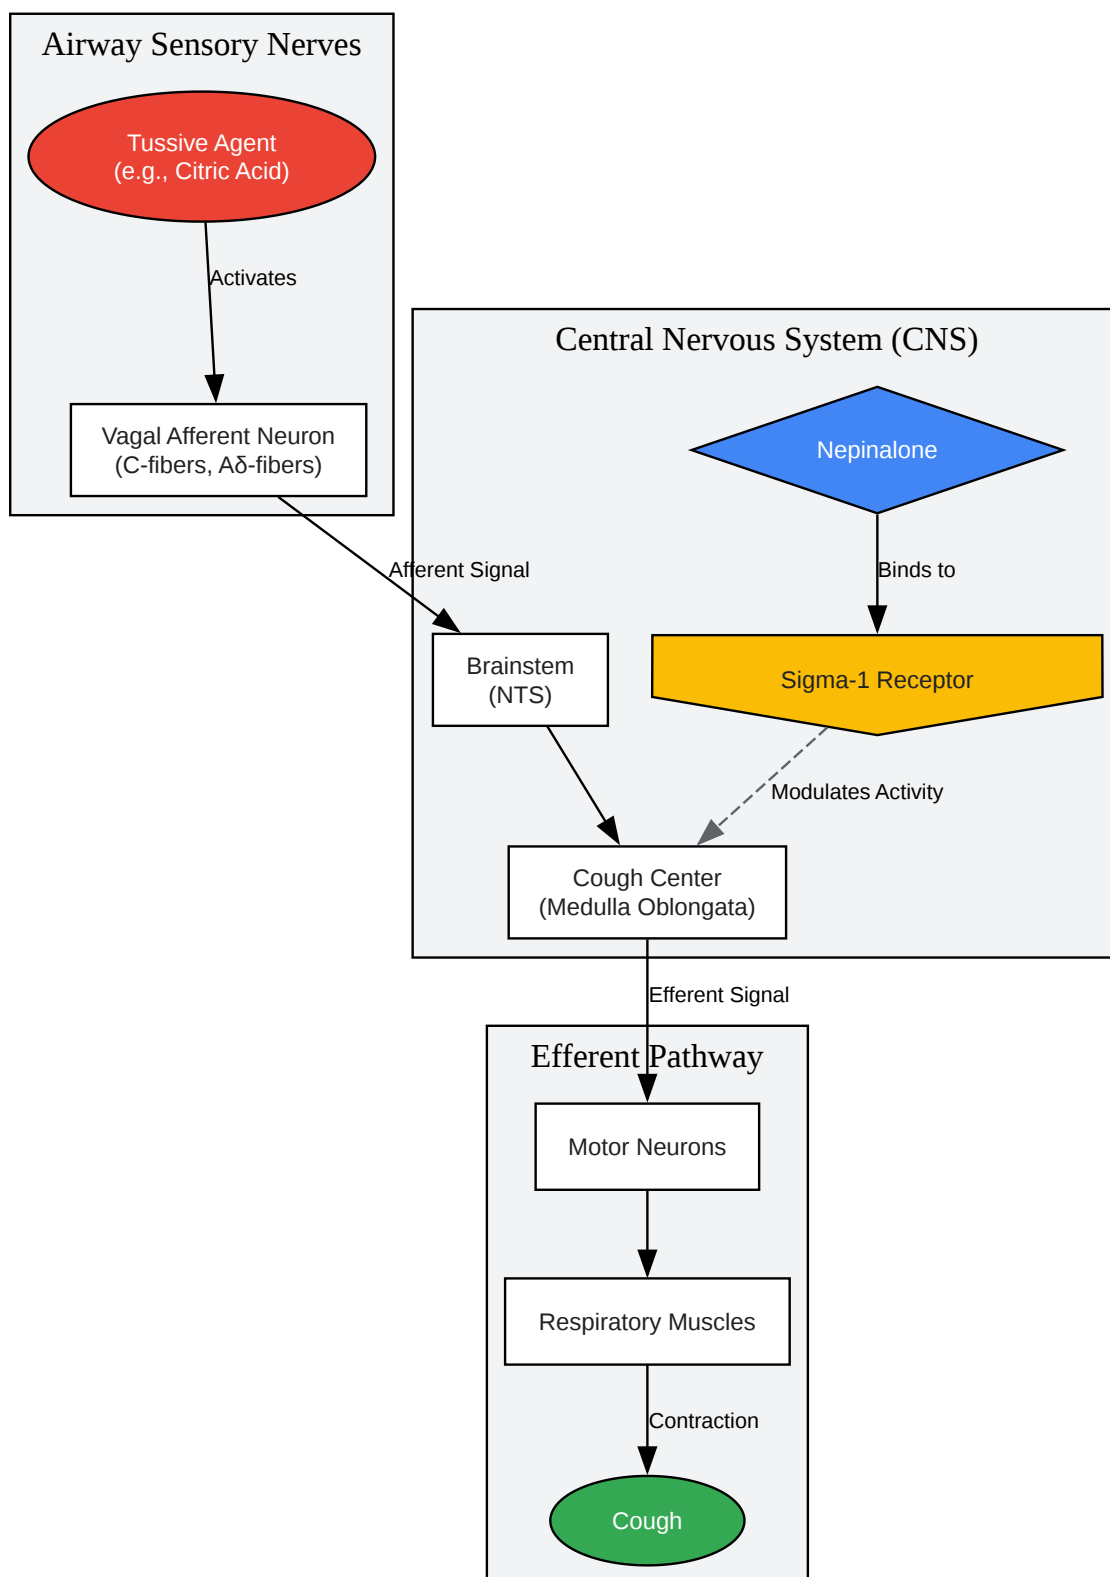 Airway Sensory Nerves
Tussive Agent
(e.g., Citric Acid)
Activates
Vagal Afferent Neuron
(C-fibers, Aδ-fibers)
Afferent Signal
Central Nervous System (CNS)
Nepinalone
Binds to
Brainstem
(NTS)
Sigma-1 Receptor
Modulates Activity
Cough Center
(Medulla Oblongata)
Efferent Signal
Efferent Pathway
Motor Neurons
Respiratory Muscles
Contraction
Cough